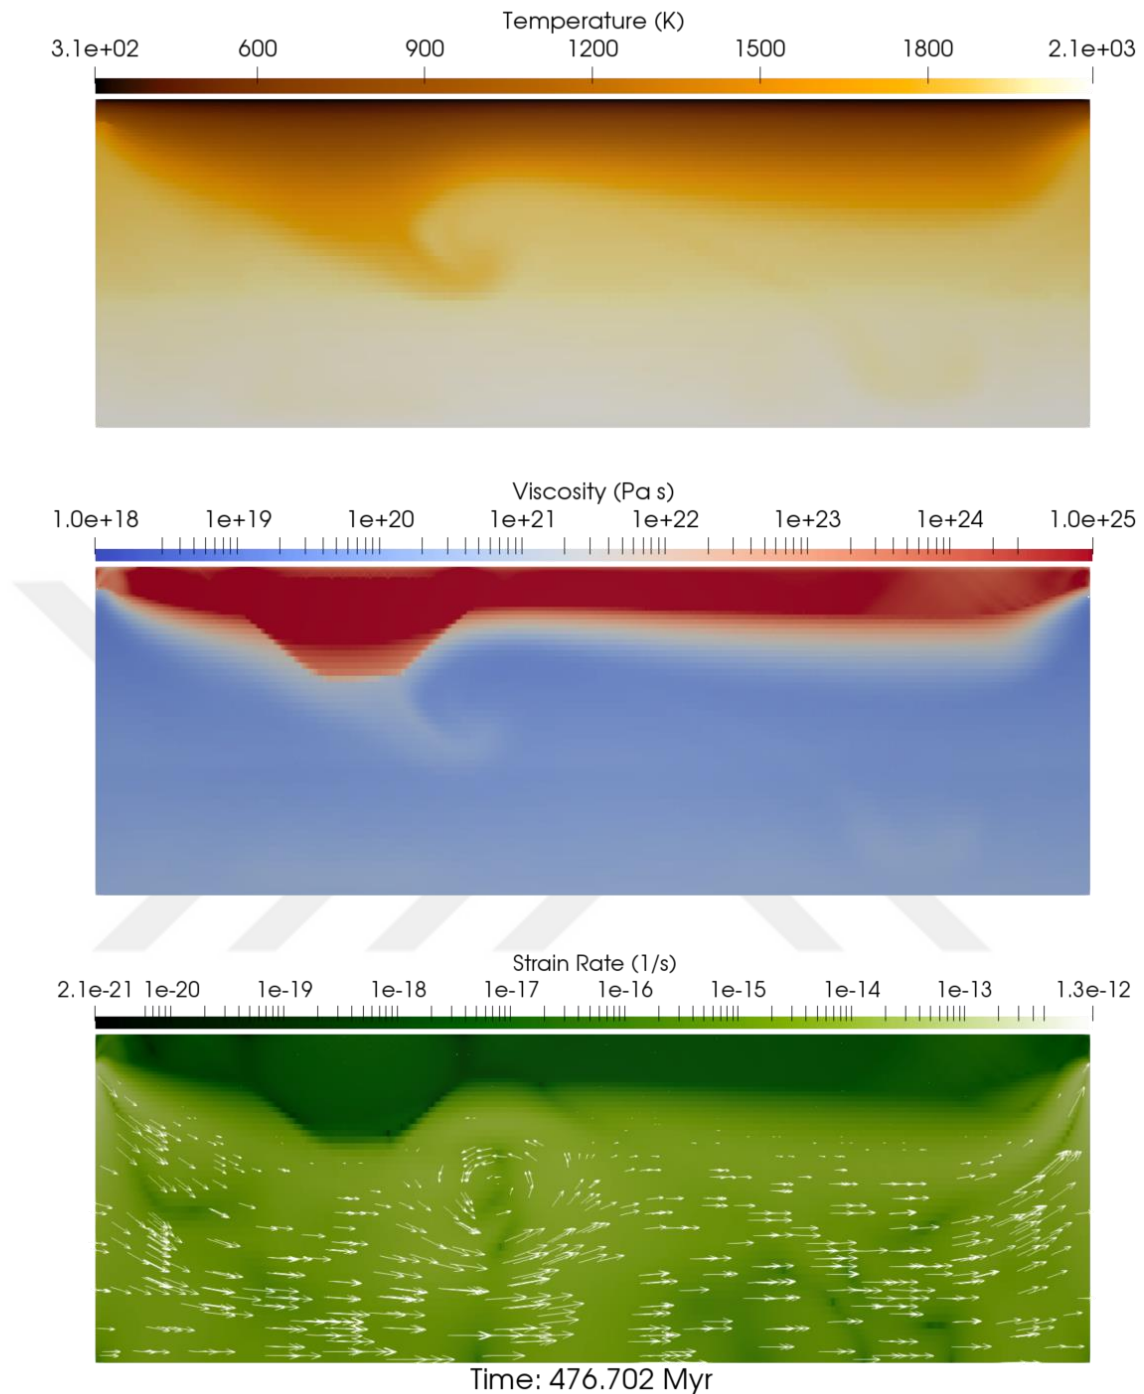 Temperature (K)
3.1e+02 600 900 1200 1500 1800 2.1e+03
Viscosity (Pa s)
1.0e+18 1e+19 1e+20 1e+21 1e+22 1e+23 1e+24 1.0e+25
Strain Rate (1/s)
2.1e-21 1e-20 1e-19 1e-18 1e-17 1e-16 1e-15 1e-14 1e-13 1.3e-12
Time: 476.702 Myr